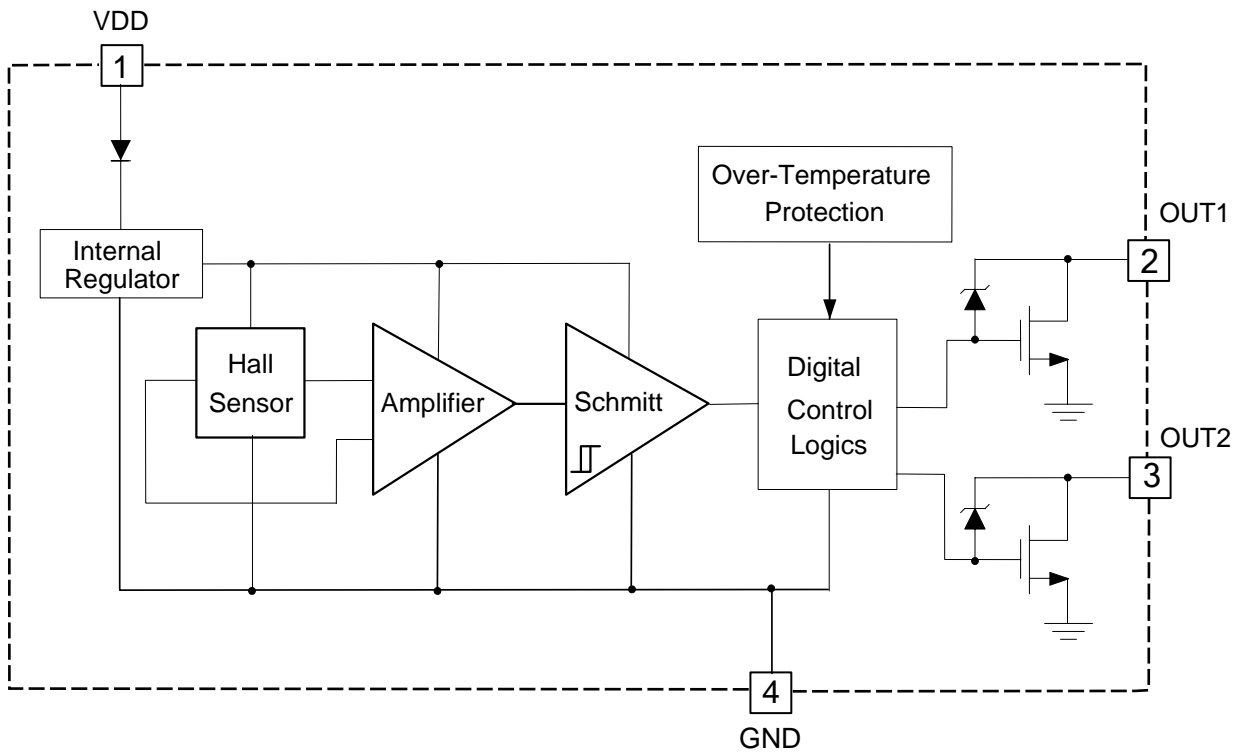 VDD
1
Over-Temperature
Protection
OUT1
2
Internal
Regulator
Hall
Sensor
Amplifier
Schmitt
Digital
Control
Logics
OUT2
3
4
GND